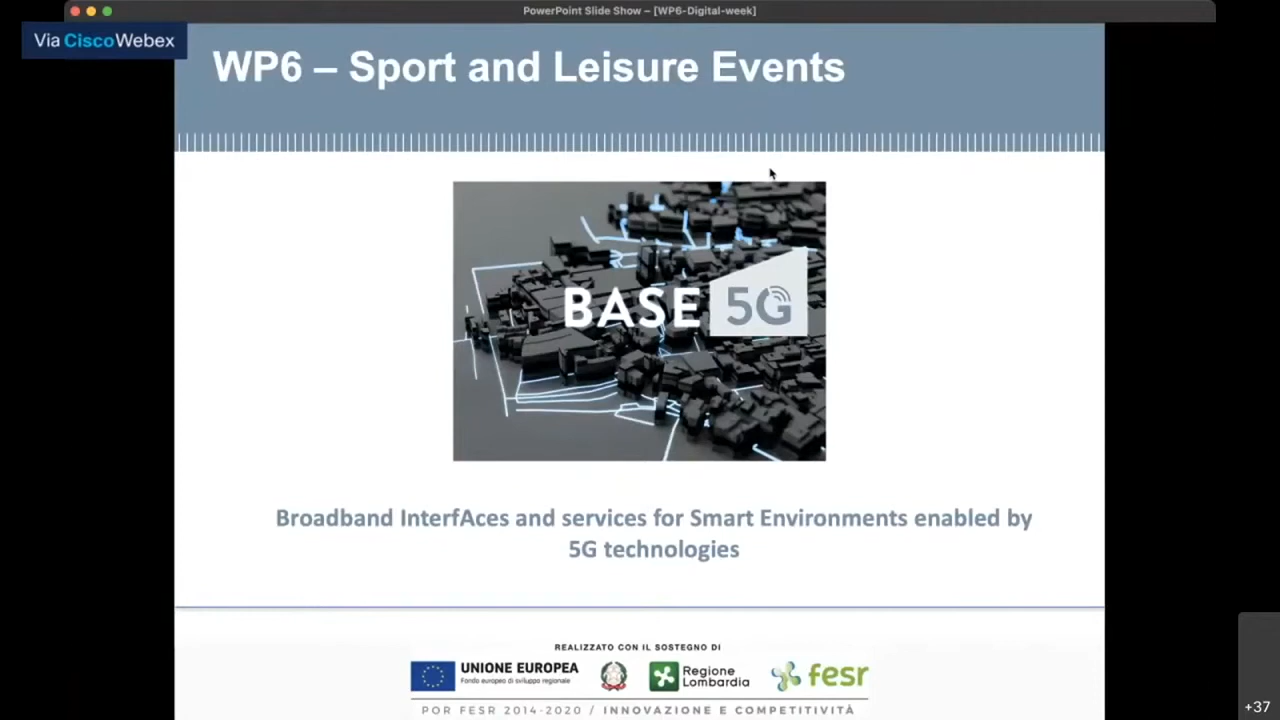 PowerPoint Slide Show – [WP6-Digital-week]
Via CiscoWebex
WP6 – Sport and Leisure Events
BASE 5G
Broadband InterfAces and services for Smart Environments enabled by
5G technologies
REALIZZATO CON IL SOSTEGNO DI
UNIONE EUROPEA
Fondo europeo di sviluppo regionale
Regione
Lombardia
fesr
POR FESR 2014-2020 / INNOVAZIONE E COMPETITIVITÀ
+37